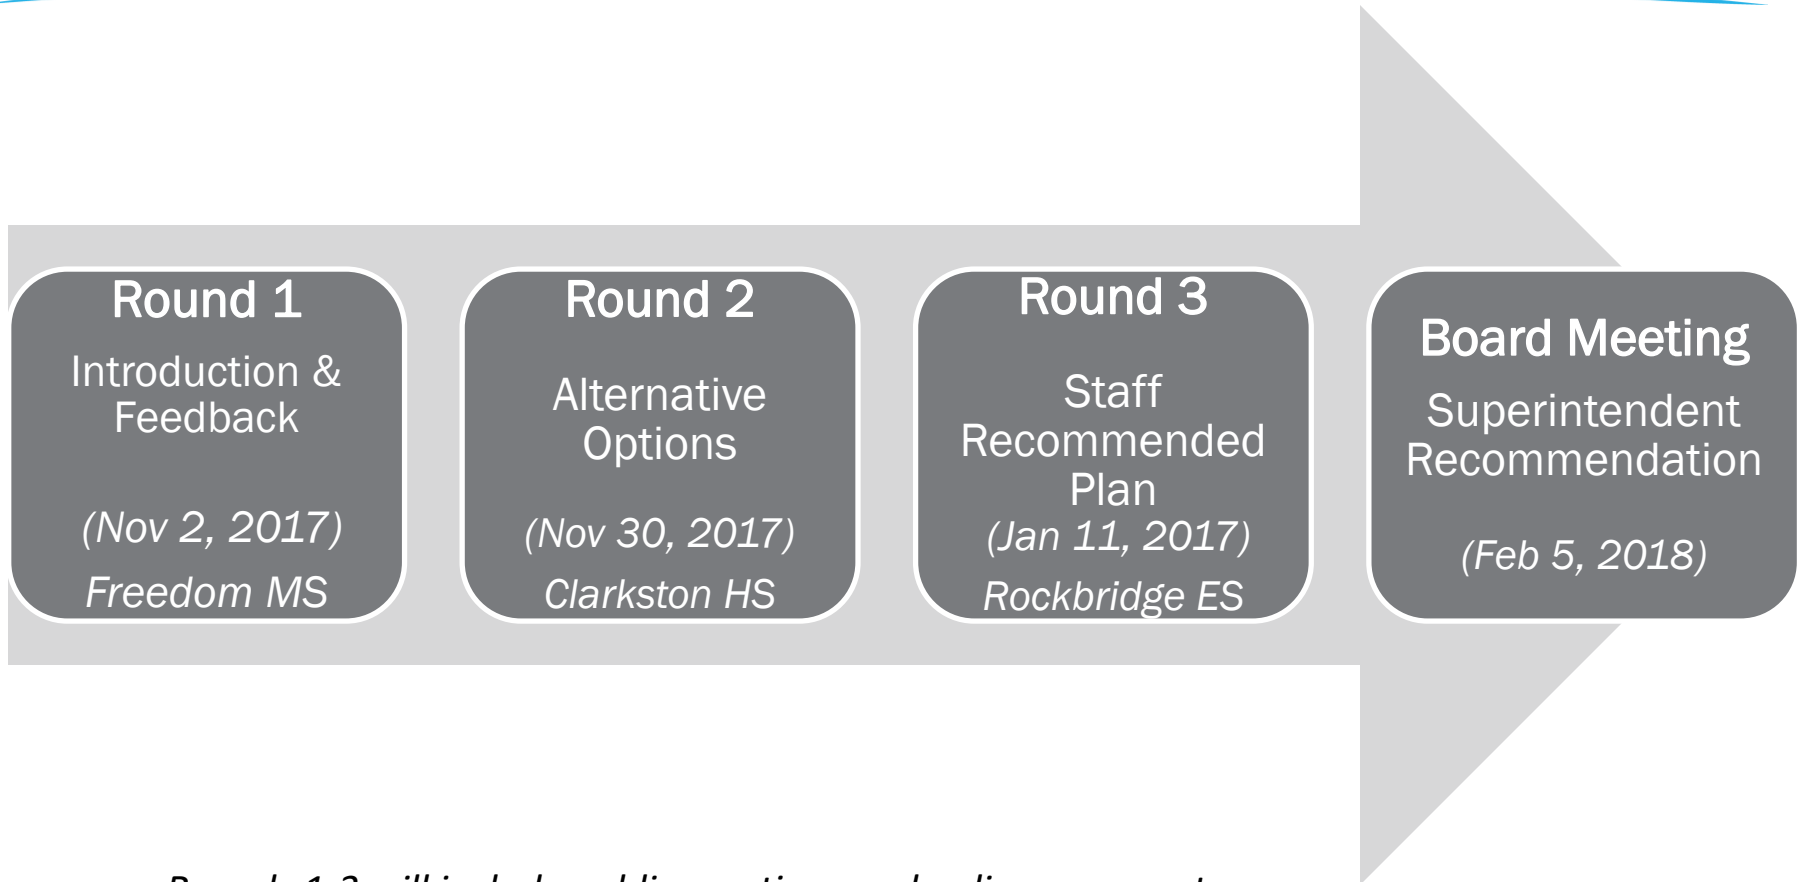 Round 1
Introduction &
Feedback
(Nov 2, 2017)
Freedom MS
Round 2
Alternative
Options
(Nov 30, 2017)
Clarkston HS
Round 3
Staff
Recommended
Plan
(Jan 11, 2017)
Rockbridge ES
Board Meeting
Superintendent
Recommendation
(Feb 5, 2018)